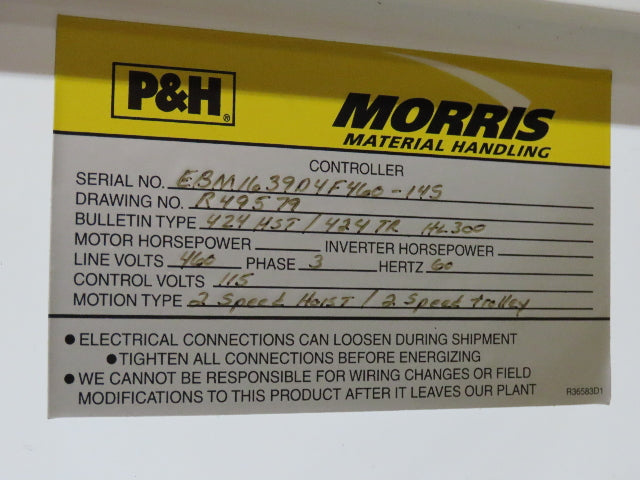 P&H®
MORRIS
MATERIAL HANDLING
CONTROLLER
SERIAL NO. EBM1639D4F460-14S
DRAWING NO. R49579
BULLETIN TYPE 424 HST / 424 TR HL300
MOTOR HORSEPOWER INVERTER HORSEPOWER
LINE VOLTS 460 PHASE 3 HERTZ 60
CONTROL VOLTS 115
MOTION TYPE 2 Speed Hoist / 2 Speed trolley
• ELECTRICAL CONNECTIONS CAN LOOSEN DURING SHIPMENT
• TIGHTEN ALL CONNECTIONS BEFORE ENERGIZING
• WE CANNOT BE RESPONSIBLE FOR WIRING CHANGES OR FIELD
MODIFICATIONS TO THIS PRODUCT AFTER IT LEAVES OUR PLANT
R36583D1